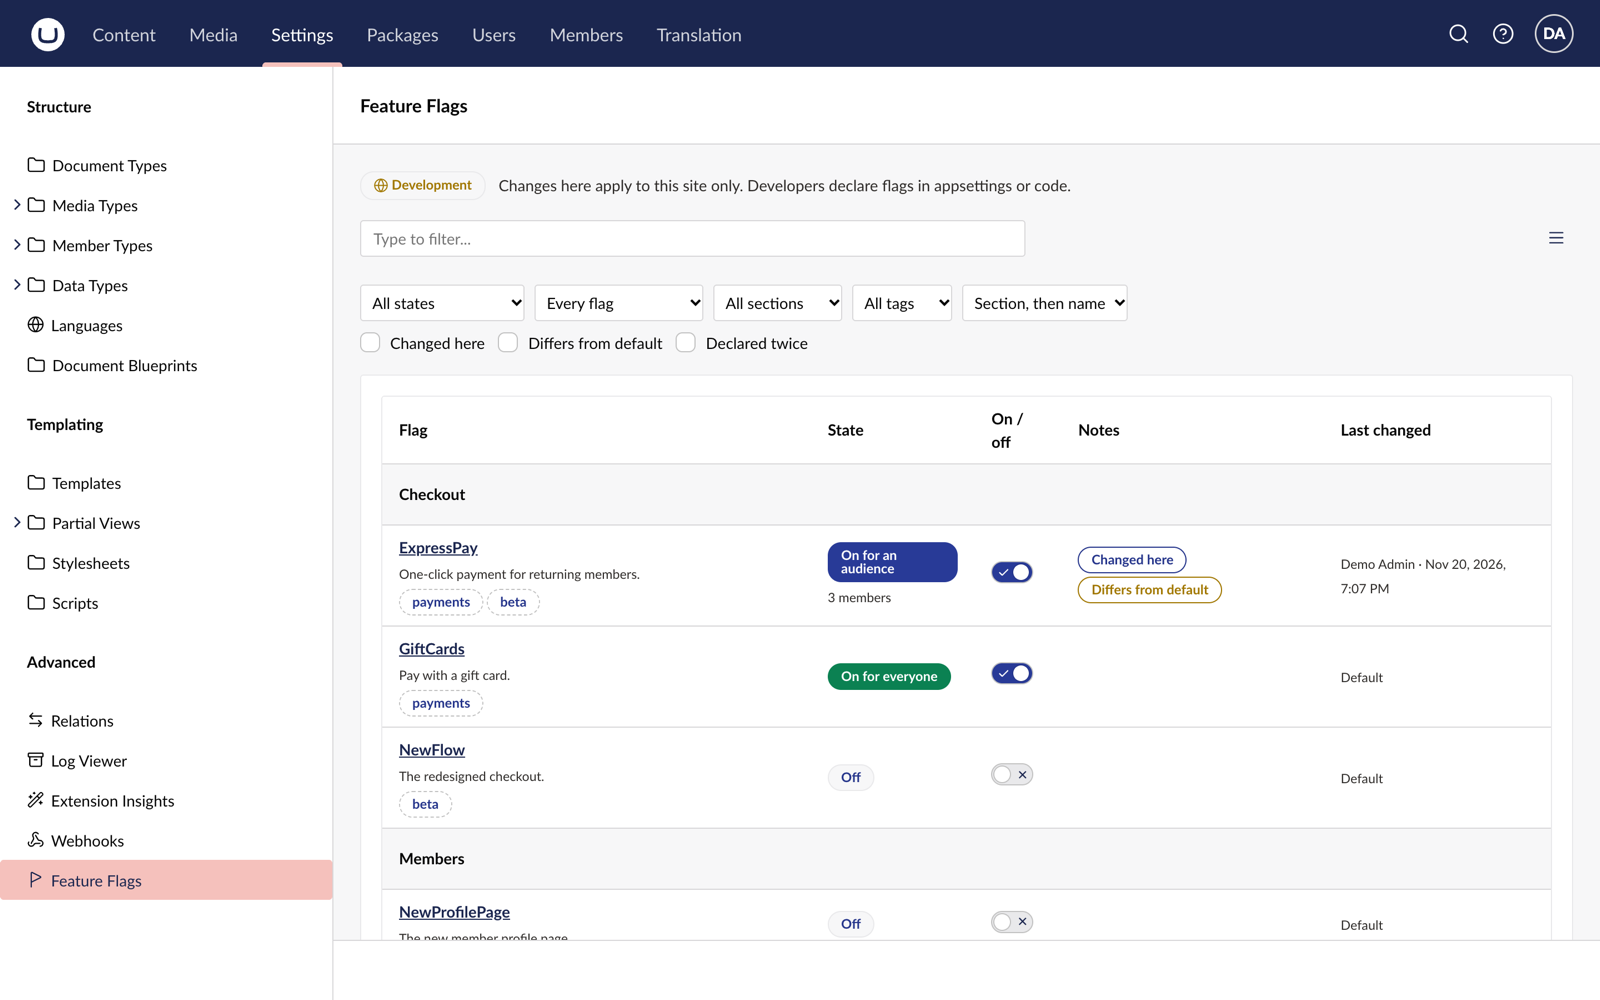 Content Media Settings Packages Users Members Translation DA
Structure
Document Types
Media Types
Member Types
Data Types
Languages
Document Blueprints
Templating
Templates
Partial Views
Stylesheets
Scripts
Advanced
Relations
Log Viewer
Extension Insights
Webhooks
Feature Flags
Feature Flags
Development Changes here apply to this site only. Developers declare flags in appsettings or code.
Type to filter...
All states Every flag All sections All tags Section, then name
Changed here Differs from default Declared twice
Flag State On / off Notes Last changed
Checkout
ExpressPay
One-click payment for returning members.
payments beta
On for an
audience
3 members
Changed here
Differs from default
Demo Admin · Nov 20, 2026,
7:07 PM
GiftCards
Pay with a gift card.
payments
On for everyone
Default
NewFlow
The redesigned checkout.
beta
Off
Default
Members
NewProfilePage
The new member profile page
Off
Default